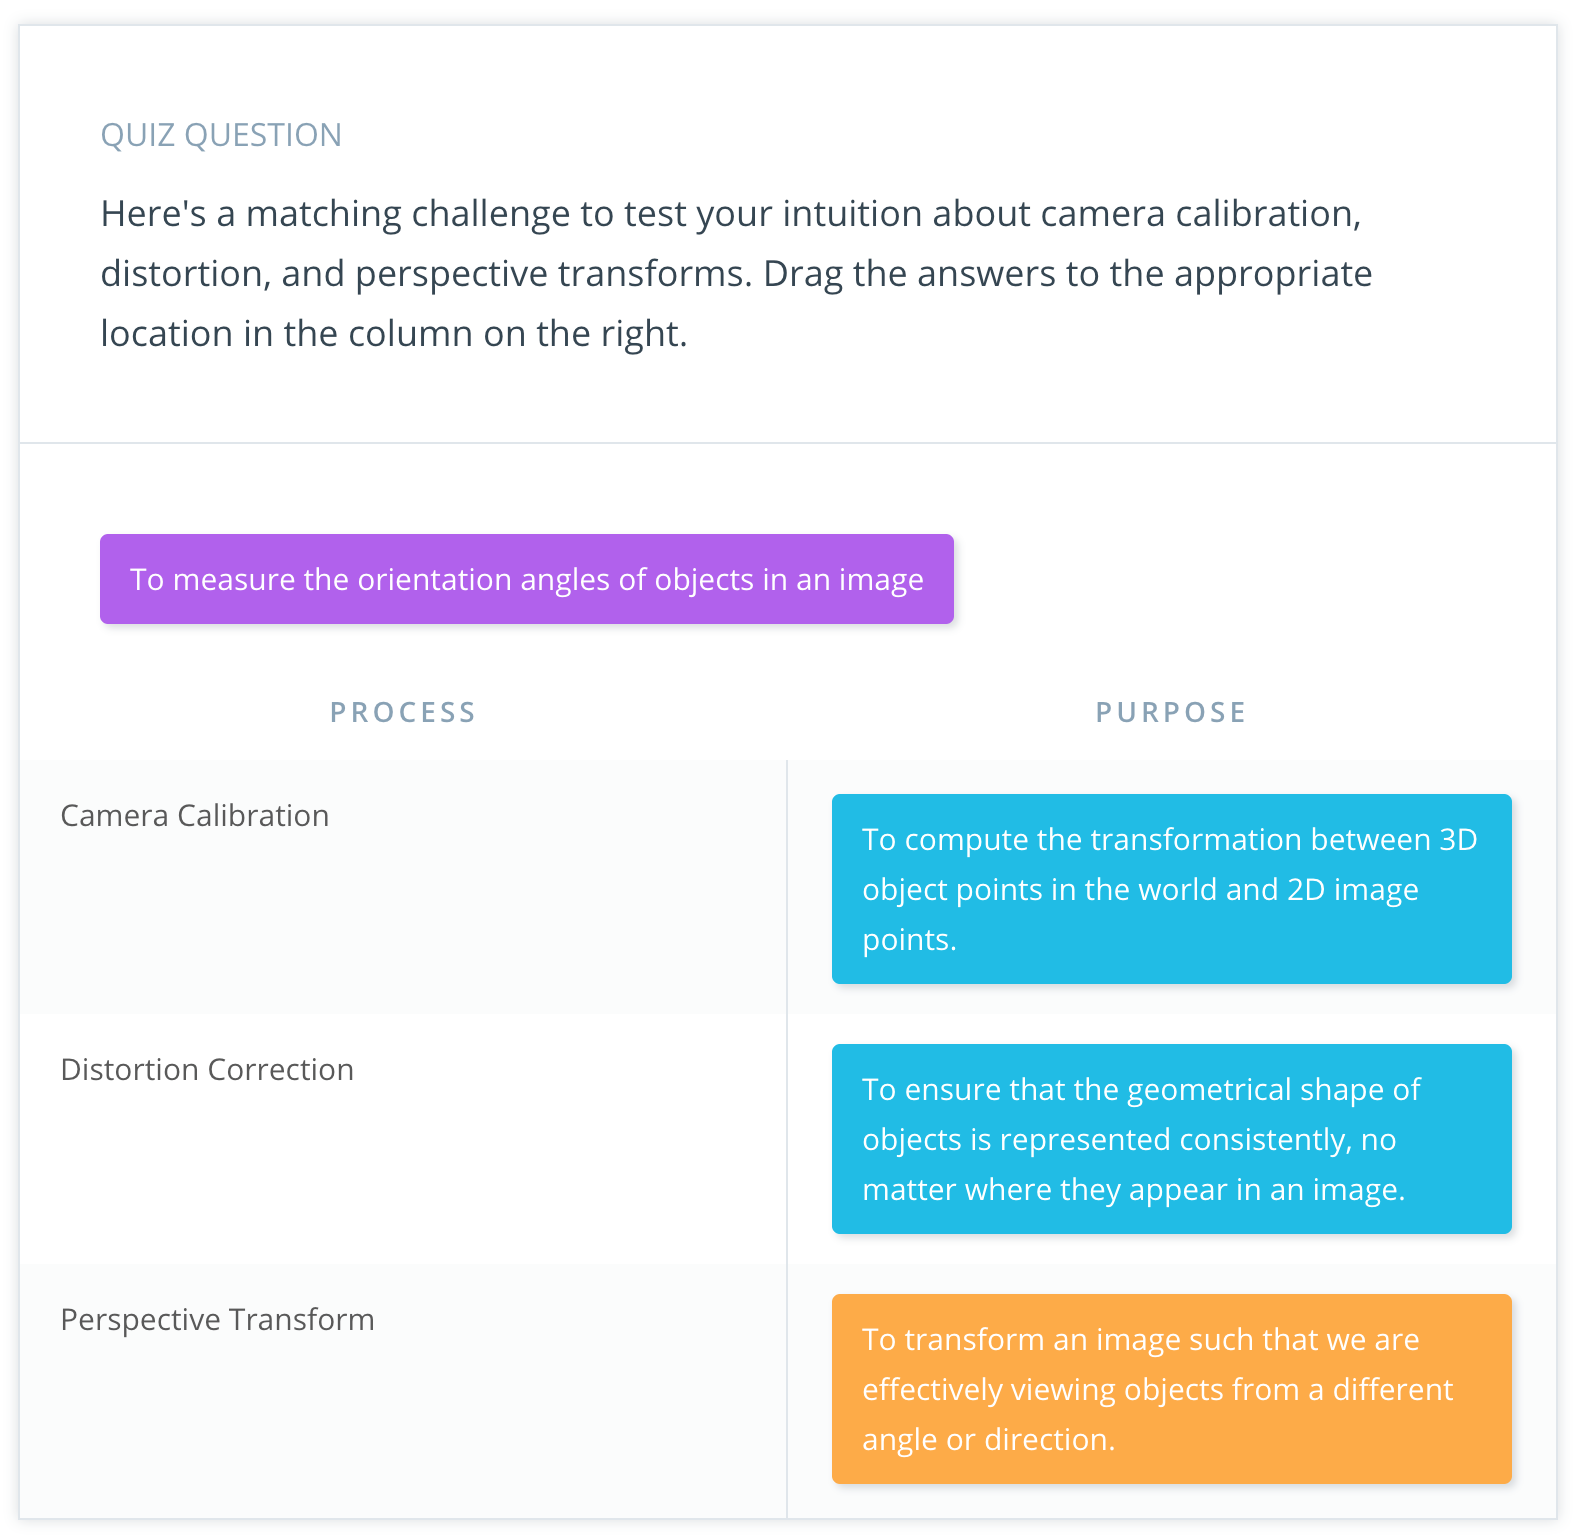 QUIZ QUESTION
Here's a matching challenge to test your intuition about camera calibration,
distortion, and perspective transforms. Drag the answers to the appropriate
location in the column on the right.
To measure the orientation angles of objects in an image
PROCESS
PURPOSE
Camera Calibration
To compute the transformation between 3D
object points in the world and 2D image
points.
Distortion Correction
To ensure that the geometrical shape of
objects is represented consistently, no
matter where they appear in an image.
Perspective Transform
To transform an image such that we are
effectively viewing objects from a different
angle or direction.